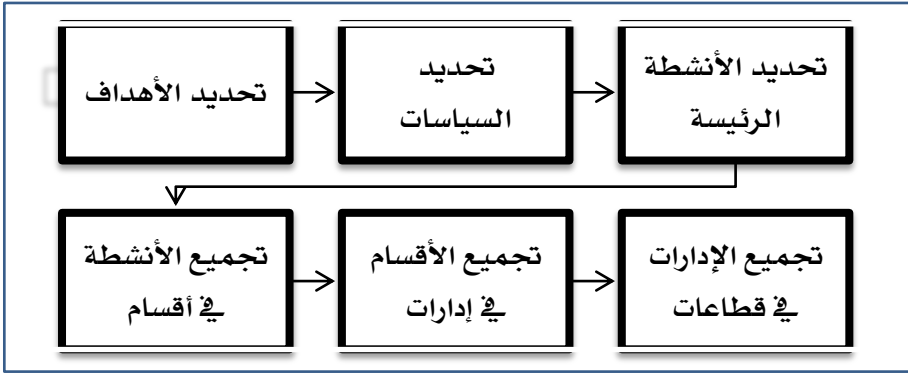 تحديد الأهداف
تحديد
السياسات
تحديد الأنشطة
الرئيسة
تجميع الأنشطة
في أقسام
تجميع الأقسام
في إدارات
تجميع الإدارات
في قطاعات